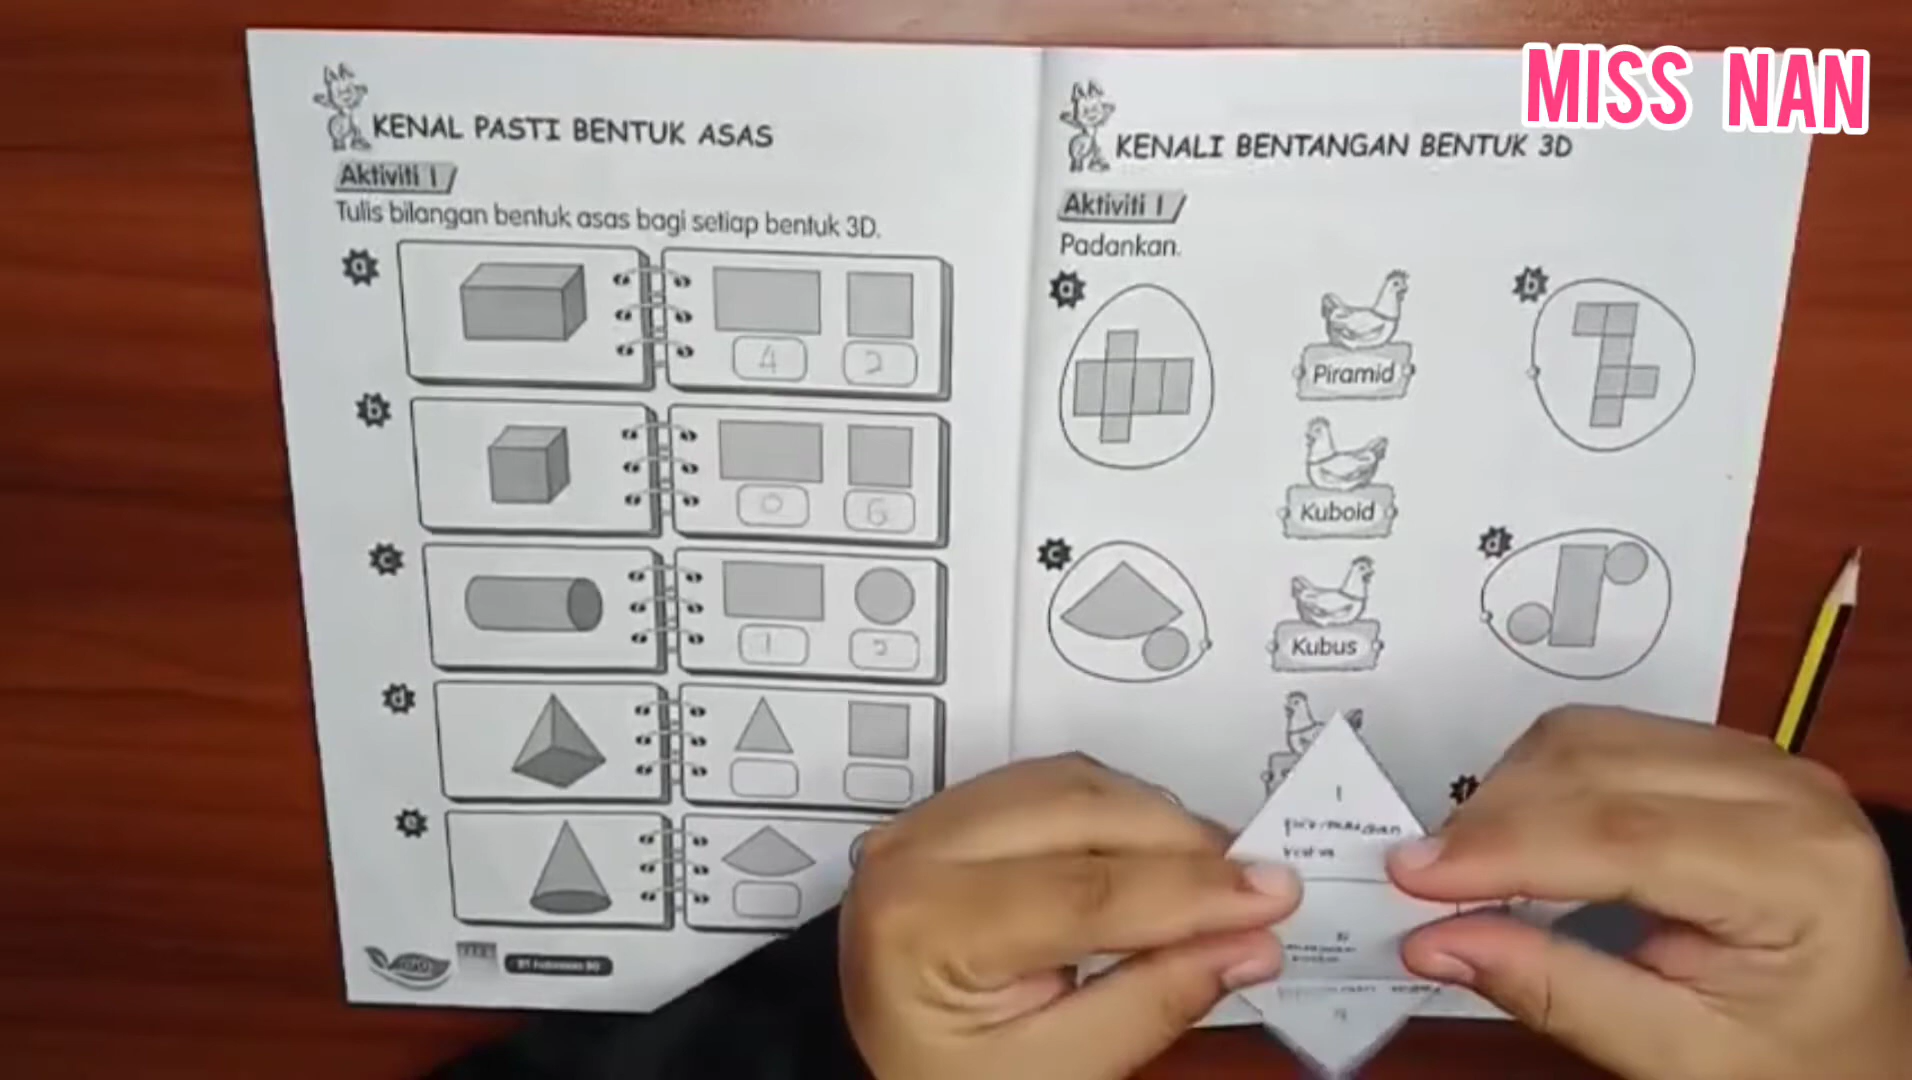 MISS NAN
KENAL PASTI BENTUK ASAS
Aktiviti 1
Tulis bilangan bentuk asas bagi setiap bentuk 3D.
a
4
2
b
0
6
c
1
2
d
e
KENALI BENTANGAN BENTUK 3D
Aktiviti 1
Padankan.
a
b
Piramid
Kuboid
c
d
Kubus
f
1